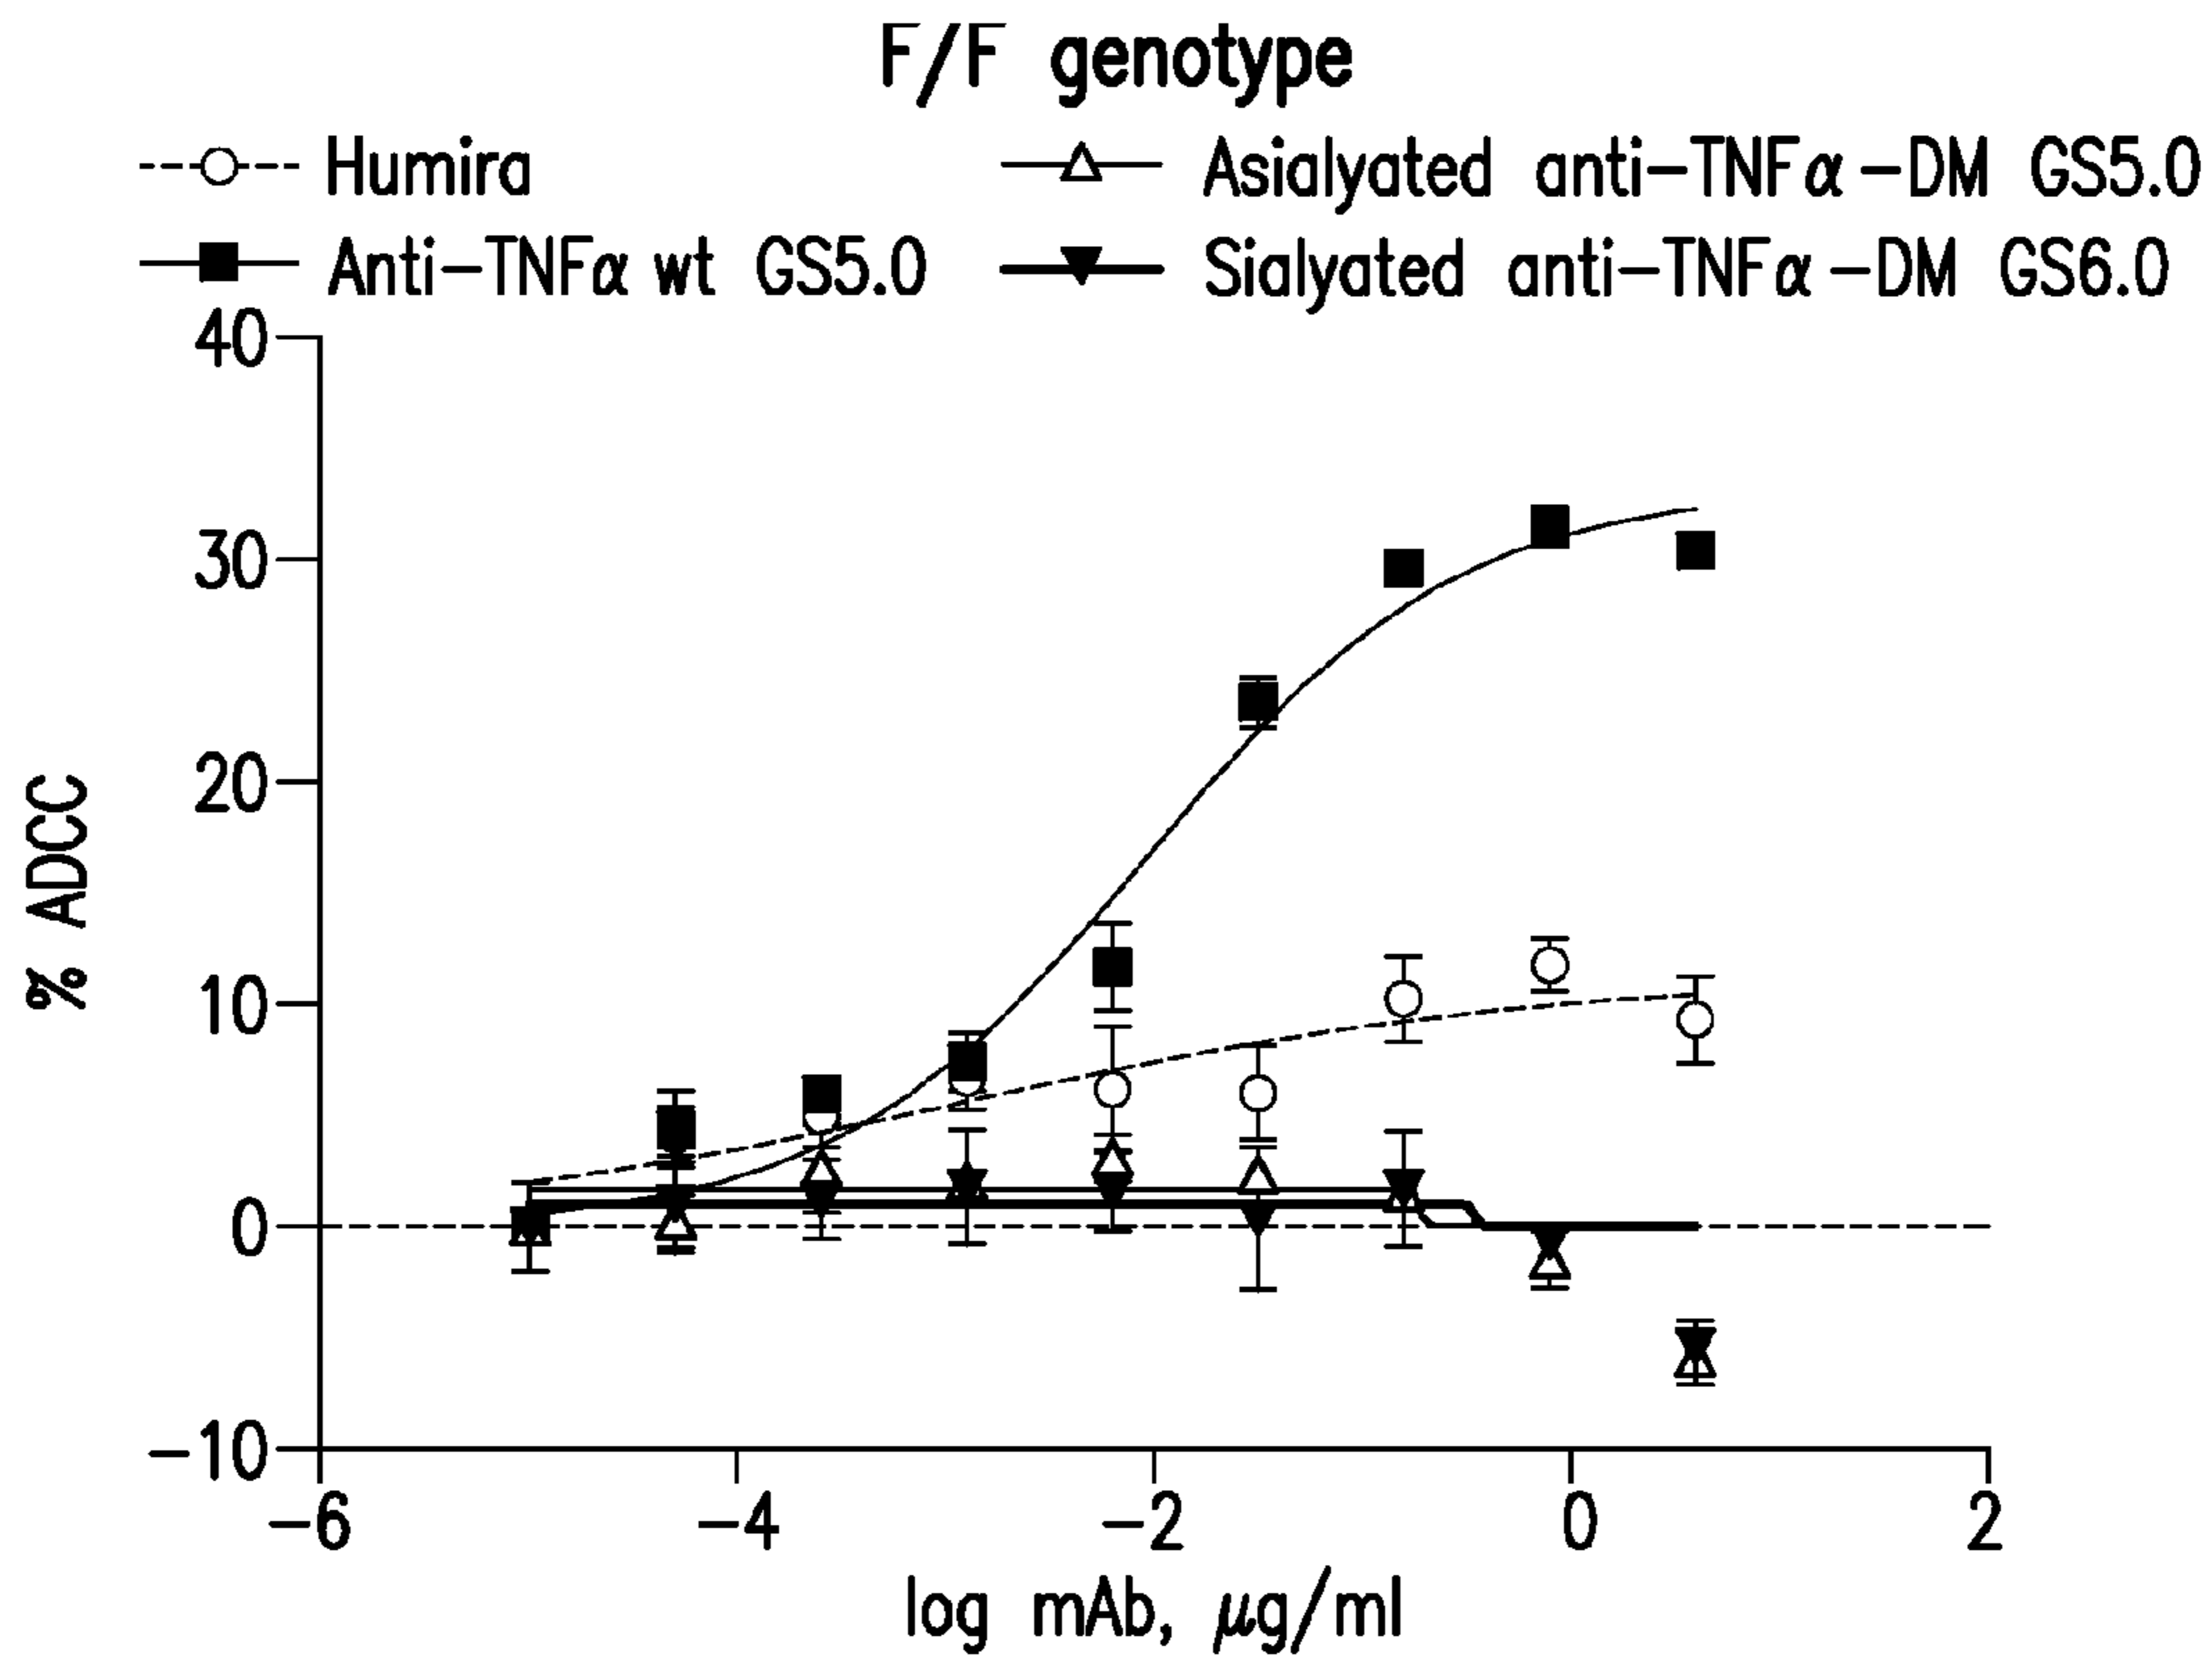 F/F genotype
Humira
Asialyated anti-TNFα-DM GS5.0
Anti-TNFα wt GS5.0
Sialyated anti-TNFα-DM GS6.0
40
30
20
10
0
-10
% ADCC
-6
-4
-2
0
2
log mAb, μg/ml